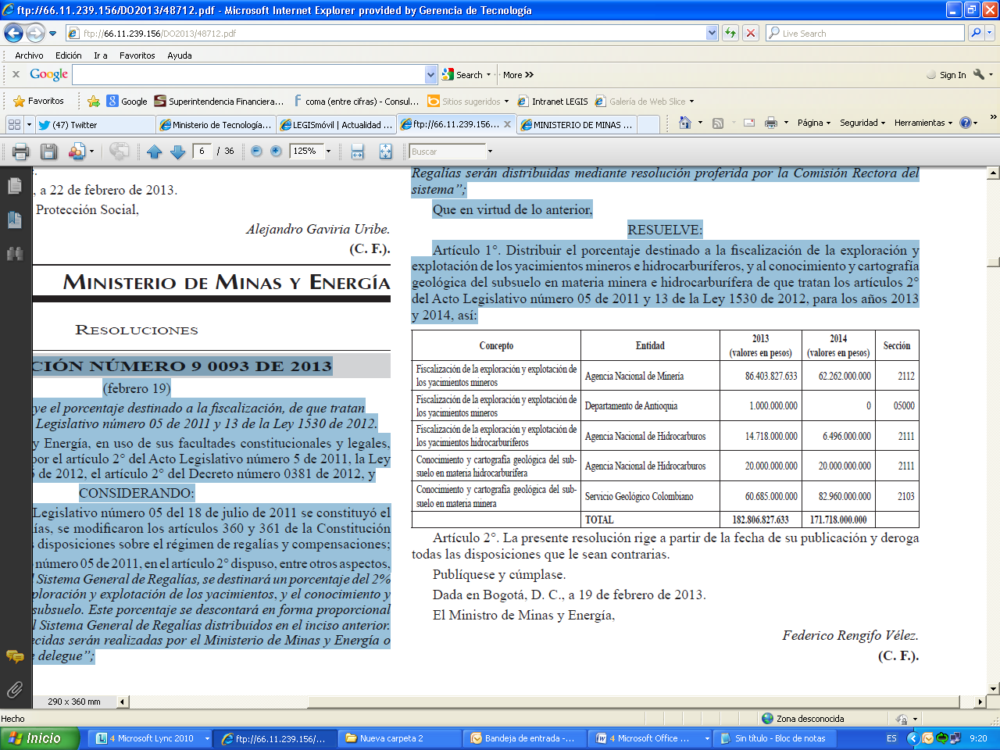 ftp://66.11.239.156/DO2013/48712.pdf - Microsoft Internet Explorer provided by Gerencia de Tecnología
ftp://66.11.239.156/DO2013/48712.pdf
Live Search
Archivo Edición Ir a Favoritos Ayuda
Google
Search
More »
Sign In
Favoritos
Google
Superintendencia Financiera...
coma (entre cifras) - Consul...
Sitios sugeridos
Intranet LEGIS
Galería de Web Slice
(47) Twitter
Ministerio de Tecnología...
LEGISmóvil | Actualidad ...
ftp://66.11.239.156...
MINISTERIO DE MINAS ...
Página
Seguridad
Herramientas
6 / 36
125%
Buscar
, a 22 de febrero de 2013.
Protección Social,
Alejandro Gaviria Uribe.
(C. F.).
MINISTERIO DE MINAS Y ENERGÍA
RESOLUCIONES
CIÓN NÚMERO 9 0093 DE 2013
(febrero 19)
ye el porcentaje destinado a la fiscalización, de que tratan
Legislativo número 05 de 2011 y 13 de la Ley 1530 de 2012.
y Energía, en uso de sus facultades constitucionales y legales,
por el artículo 2° del Acto Legislativo número 5 de 2011, la Ley
de 2012, el artículo 2° del Decreto número 0381 de 2012, y
CONSIDERANDO:
Legislativo número 05 del 18 de julio de 2011 se constituyó el
ías, se modificaron los artículos 360 y 361 de la Constitución
disposiciones sobre el régimen de regalías y compensaciones;
número 05 de 2011, en el artículo 2° dispuso, entre otros aspectos,
l Sistema General de Regalías, se destinará un porcentaje del 2%
ploración y explotación de los yacimientos, y el conocimiento y
subsuelo. Este porcentaje se descontará en forma proporcional
l Sistema General de Regalías distribuidos en el inciso anterior.
ecidas serán realizadas por el Ministerio de Minas y Energía o
e delegue”;
Regalías serán distribuidas mediante resolución proferida por la Comisión Rectora del
sistema”;
Que en virtud de lo anterior,
RESUELVE:
Artículo 1°. Distribuir el porcentaje destinado a la fiscalización de la exploración y
explotación de los yacimientos mineros e hidrocarburíferos, y al conocimiento y cartografía
geológica del subsuelo en materia minera e hidrocarburífera de que tratan los artículos 2°
del Acto Legislativo número 05 de 2011 y 13 de la Ley 1530 de 2012, para los años 2013
y 2014, así:
Concepto Entidad 2013 (valores en pesos) 2014 (valores en pesos) Sección
Fiscalización de la exploración y explotación de
los yacimientos mineros
Agencia Nacional de Minería 86.403.827.633 62.262.000.000 2112
Fiscalización de la exploración y explotación de
los yacimientos mineros
Departamento de Antioquia 1.000.000.000 0 05000
Fiscalización de la exploración y explotación de
los yacimientos hidrocarburíferos
Agencia Nacional de Hidrocarburos 14.718.000.000 6.496.000.000 2111
Conocimiento y cartografía geológica del sub-
suelo en materia hidrocarburífera
Agencia Nacional de Hidrocarburos 20.000.000.000 20.000.000.000 2111
Conocimiento y cartografía geológica del sub-
suelo en materia minera
Servicio Geológico Colombiano 60.685.000.000 82.960.000.000 2103
TOTAL 182.806.827.633 171.718.000.000
Artículo 2°. La presente resolución rige a partir de la fecha de su publicación y deroga
todas las disposiciones que le sean contrarias.
Publíquese y cúmplase.
Dada en Bogotá, D. C., a 19 de febrero de 2013.
El Ministro de Minas y Energía,
Federico Rengifo Vélez.
(C. F.).
290 x 360 mm
Hecho
Zona desconocida
Inicio
4 Microsoft Lync 2010
ftp://66.11.239.156/...
Nueva carpeta 2
Bandeja de entrada -...
4 Microsoft Office ...
Sin título - Bloc de notas
ES
9:20